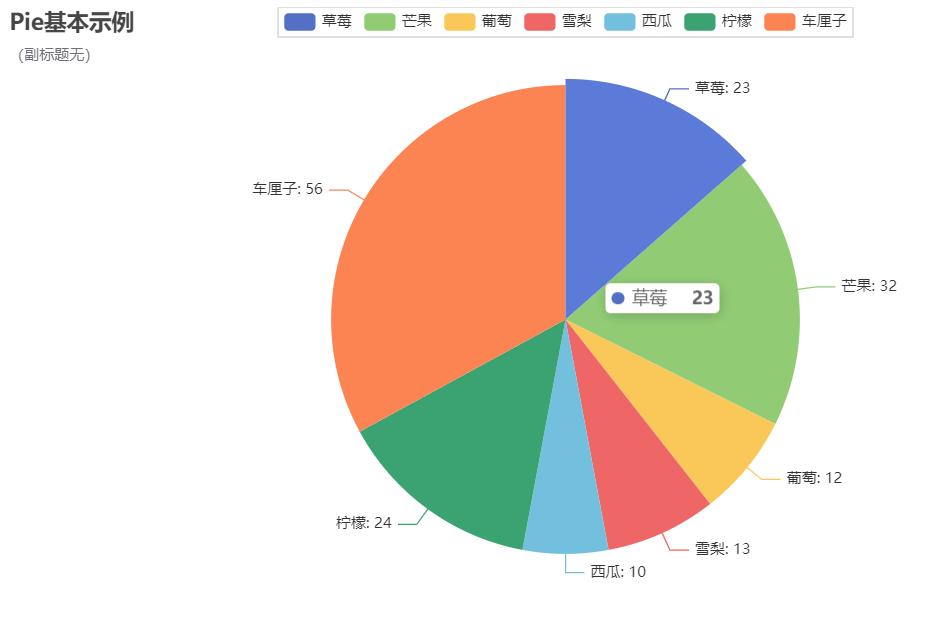 Pie基本示例
(副标题无)
草莓 芒果 葡萄 雪梨 西瓜 柠檬 车厘子
草莓: 23
车厘子: 56
芒果: 32
草莓 23
葡萄: 12
柠檬: 24
雪梨: 13
西瓜: 10